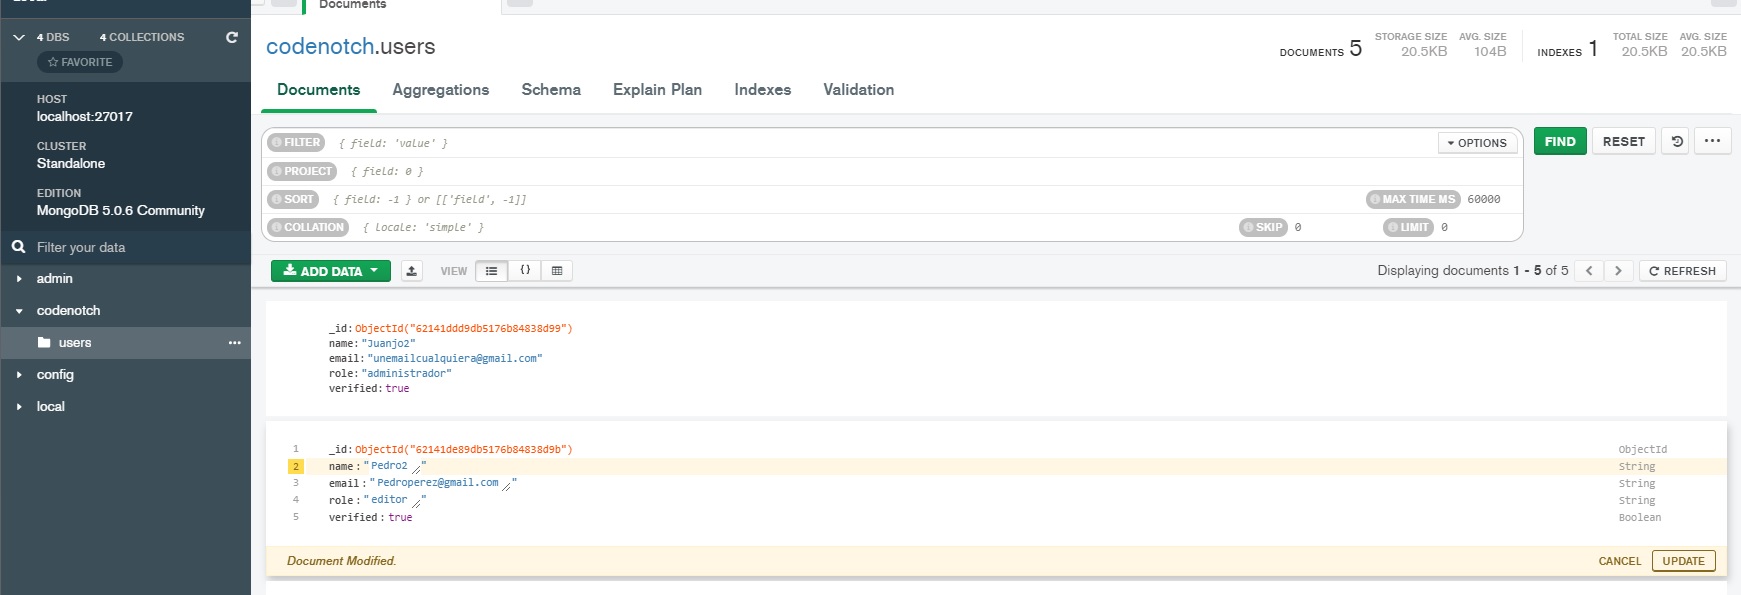 Documents
4 DBS 4 COLLECTIONS
FAVORITE
HOST
localhost:27017
CLUSTER
Standalone
EDITION
MongoDB 5.0.6 Community
Filter your data
admin
codenotch
users
config
local
codenotch.users
DOCUMENTS 5 STORAGE SIZE 20.5KB AVG. SIZE 104B INDEXES 1 TOTAL SIZE 20.5KB AVG. SIZE 20.5KB
Documents Aggregations Schema Explain Plan Indexes Validation
FILTER { field: 'value' } OPTIONS FIND RESET
PROJECT { field: 0 }
SORT { field: -1 } or [['field', -1]] MAX TIME MS 60000
COLLATION { locale: 'simple' } SKIP 0 LIMIT 0
ADD DATA VIEW {} Displaying documents 1 - 5 of 5 REFRESH
_id:ObjectId("62141ddd9db5176b84838d99")
name:"Juanjo2"
email:"unemailcualquiera@gmail.com"
role:"administrador"
verified:true
1 _id:ObjectId("62141de89db5176b84838d9b") ObjectId
2 name:"Pedro2" String
3 email:"Pedroperez@gmail.com" String
4 role:"editor" String
5 verified:true Boolean
Document Modified. CANCEL UPDATE